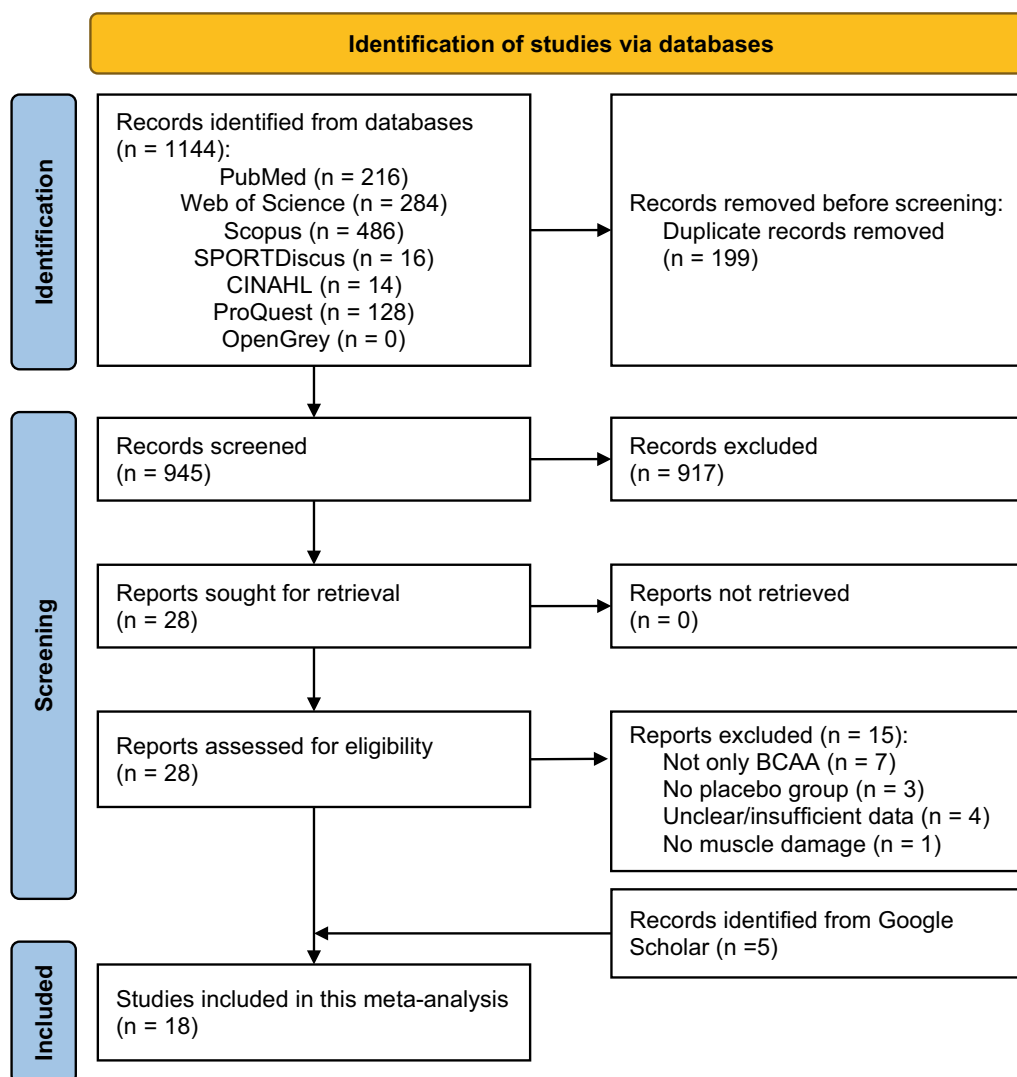 Identification of studies via databases
Identification
Records identified from databases
(n = 1144):
PubMed (n = 216)
Web of Science (n = 284)
Scopus (n = 486)
SPORTDiscus (n = 16)
CINAHL (n = 14)
ProQuest (n = 128)
OpenGrey (n = 0)
Records removed before screening:
Duplicate records removed
(n = 199)
Screening
Records screened
(n = 945)
Records excluded
(n = 917)
Reports sought for retrieval
(n = 28)
Reports not retrieved
(n = 0)
Reports assessed for eligibility
(n = 28)
Reports excluded (n = 15):
Not only BCAA (n = 7)
No placebo group (n = 3)
Unclear/insufficient data (n = 4)
No muscle damage (n = 1)
Records identified from Google
Scholar (n =5)
Included
Studies included in this meta-analysis
(n = 18)